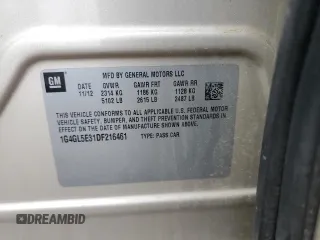 GM
MFD BY GENERAL MOTORS LLC
DATE GVWR GAWR FRT GAWR RR
11/12 2314 KG 1186 KG 1128 KG
5102 LB 2615 LB 2487 LB
THIS VEHICLE CONFORMS TO ALL APPLICABLE U.S. FEDERAL MOTOR
VEHICLE SAFETY, BUMPER, AND THEFT PREVENTION STANDARDS IN
EFFECT ON THE DATE OF MANUFACTURE SHOWN ABOVE.
1G4GL5E31DF216461 TYPE: PASS CAR
iDREAMBID